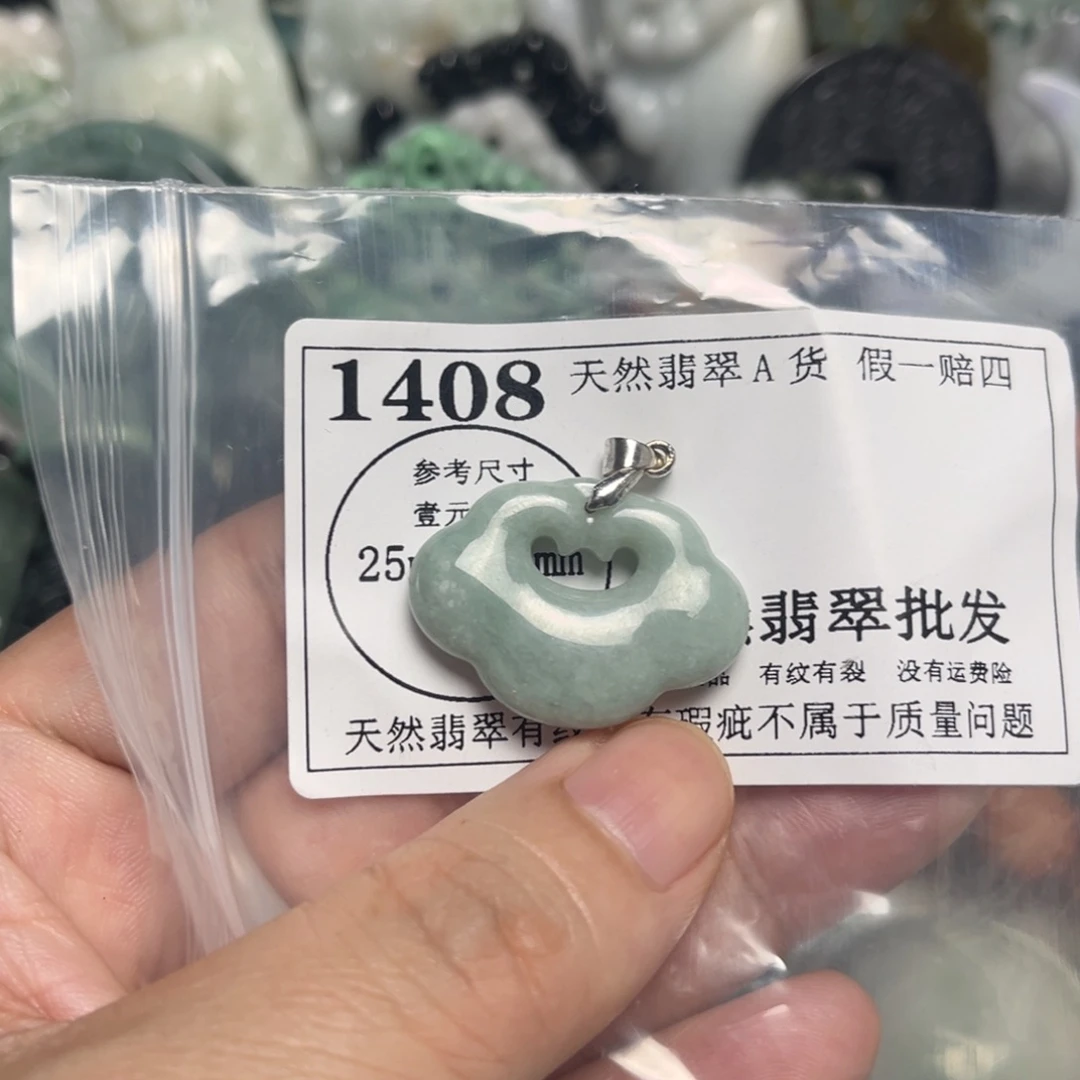 1408 天然翡翠A货 假一赔四
参考尺寸
壹元
25 mm
翡翠批发
有纹有裂 没有运费险
天然翡翠有 瑕疵不属于质量问题